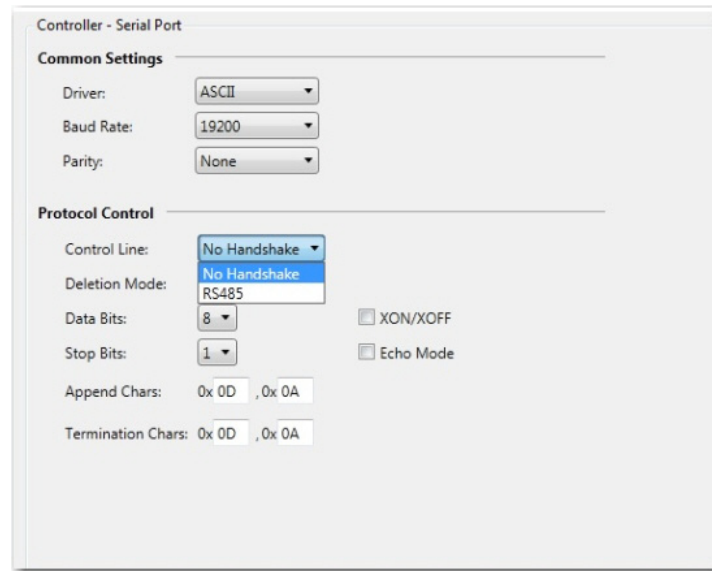 Controller - Serial Port
Common Settings
Driver: ASCII
Baud Rate: 19200
Parity: None
Protocol Control
Control Line: No Handshake
No Handshake
Deletion Mode:
RS485
Data Bits: 8 XON/XOFF
Stop Bits: 1 Echo Mode
Append Chars: 0x 0D , 0x 0A
Termination Chars: 0x 0D , 0x 0A